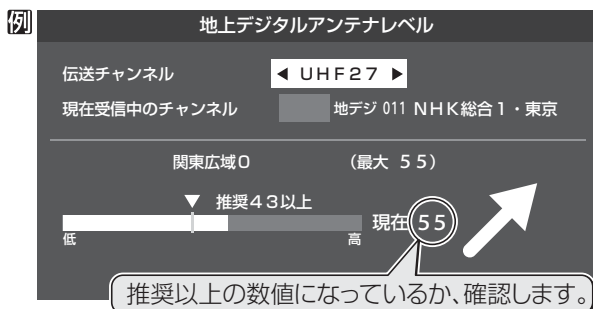 例
地上デジタルアンテナレベル
伝送チャンネル ◀ UHF27 ▶
現在受信中のチャンネル 地デジ 011 NHK総合1・東京
関東広域0 (最大 55)
▼ 推奨43以上
現在 55
低 高
推奨以上の数値になっているか、確認します。